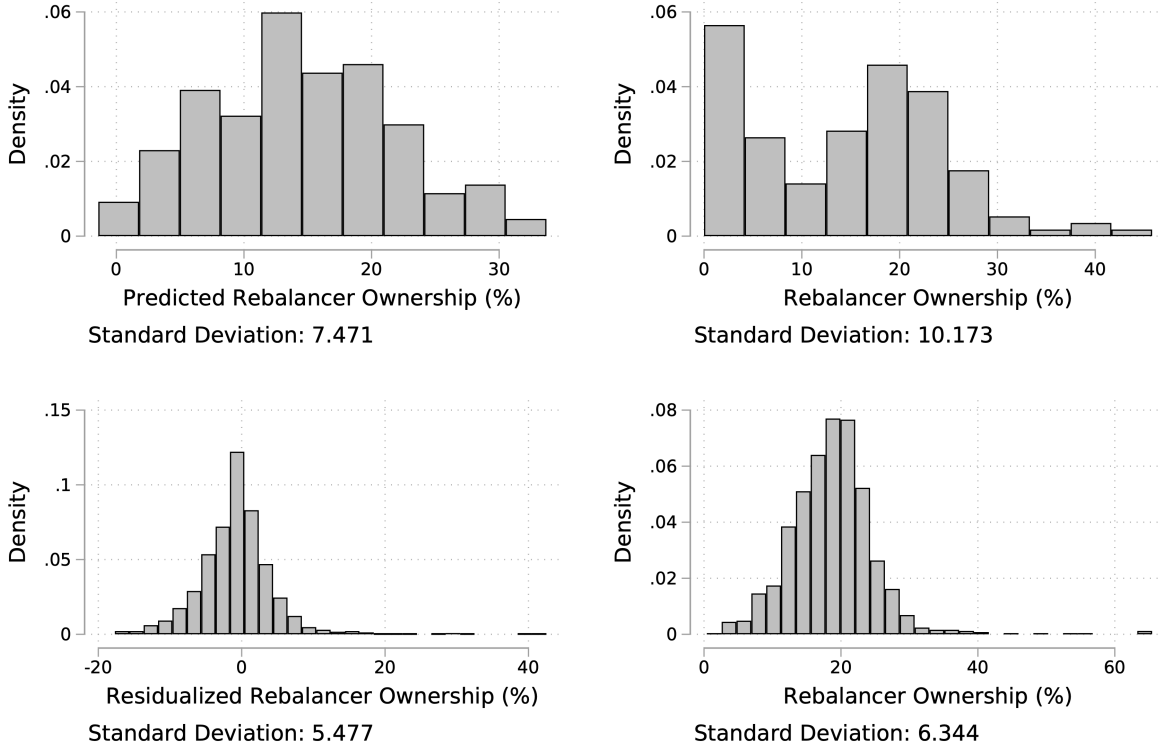 .06
.04
.02
0
Density
0 10 20 30
Predicted Rebalancer Ownership (%)
Standard Deviation: 7.471
.06
.04
.02
0
Density
0 10 20 30 40
Rebalancer Ownership (%)
Standard Deviation: 10.173
.15
.1
.05
0
Density
-20 0 20 40
Residualized Rebalancer Ownership (%)
Standard Deviation: 5.477
.08
.06
.04
.02
0
Density
0 20 40 60
Rebalancer Ownership (%)
Standard Deviation: 6.344